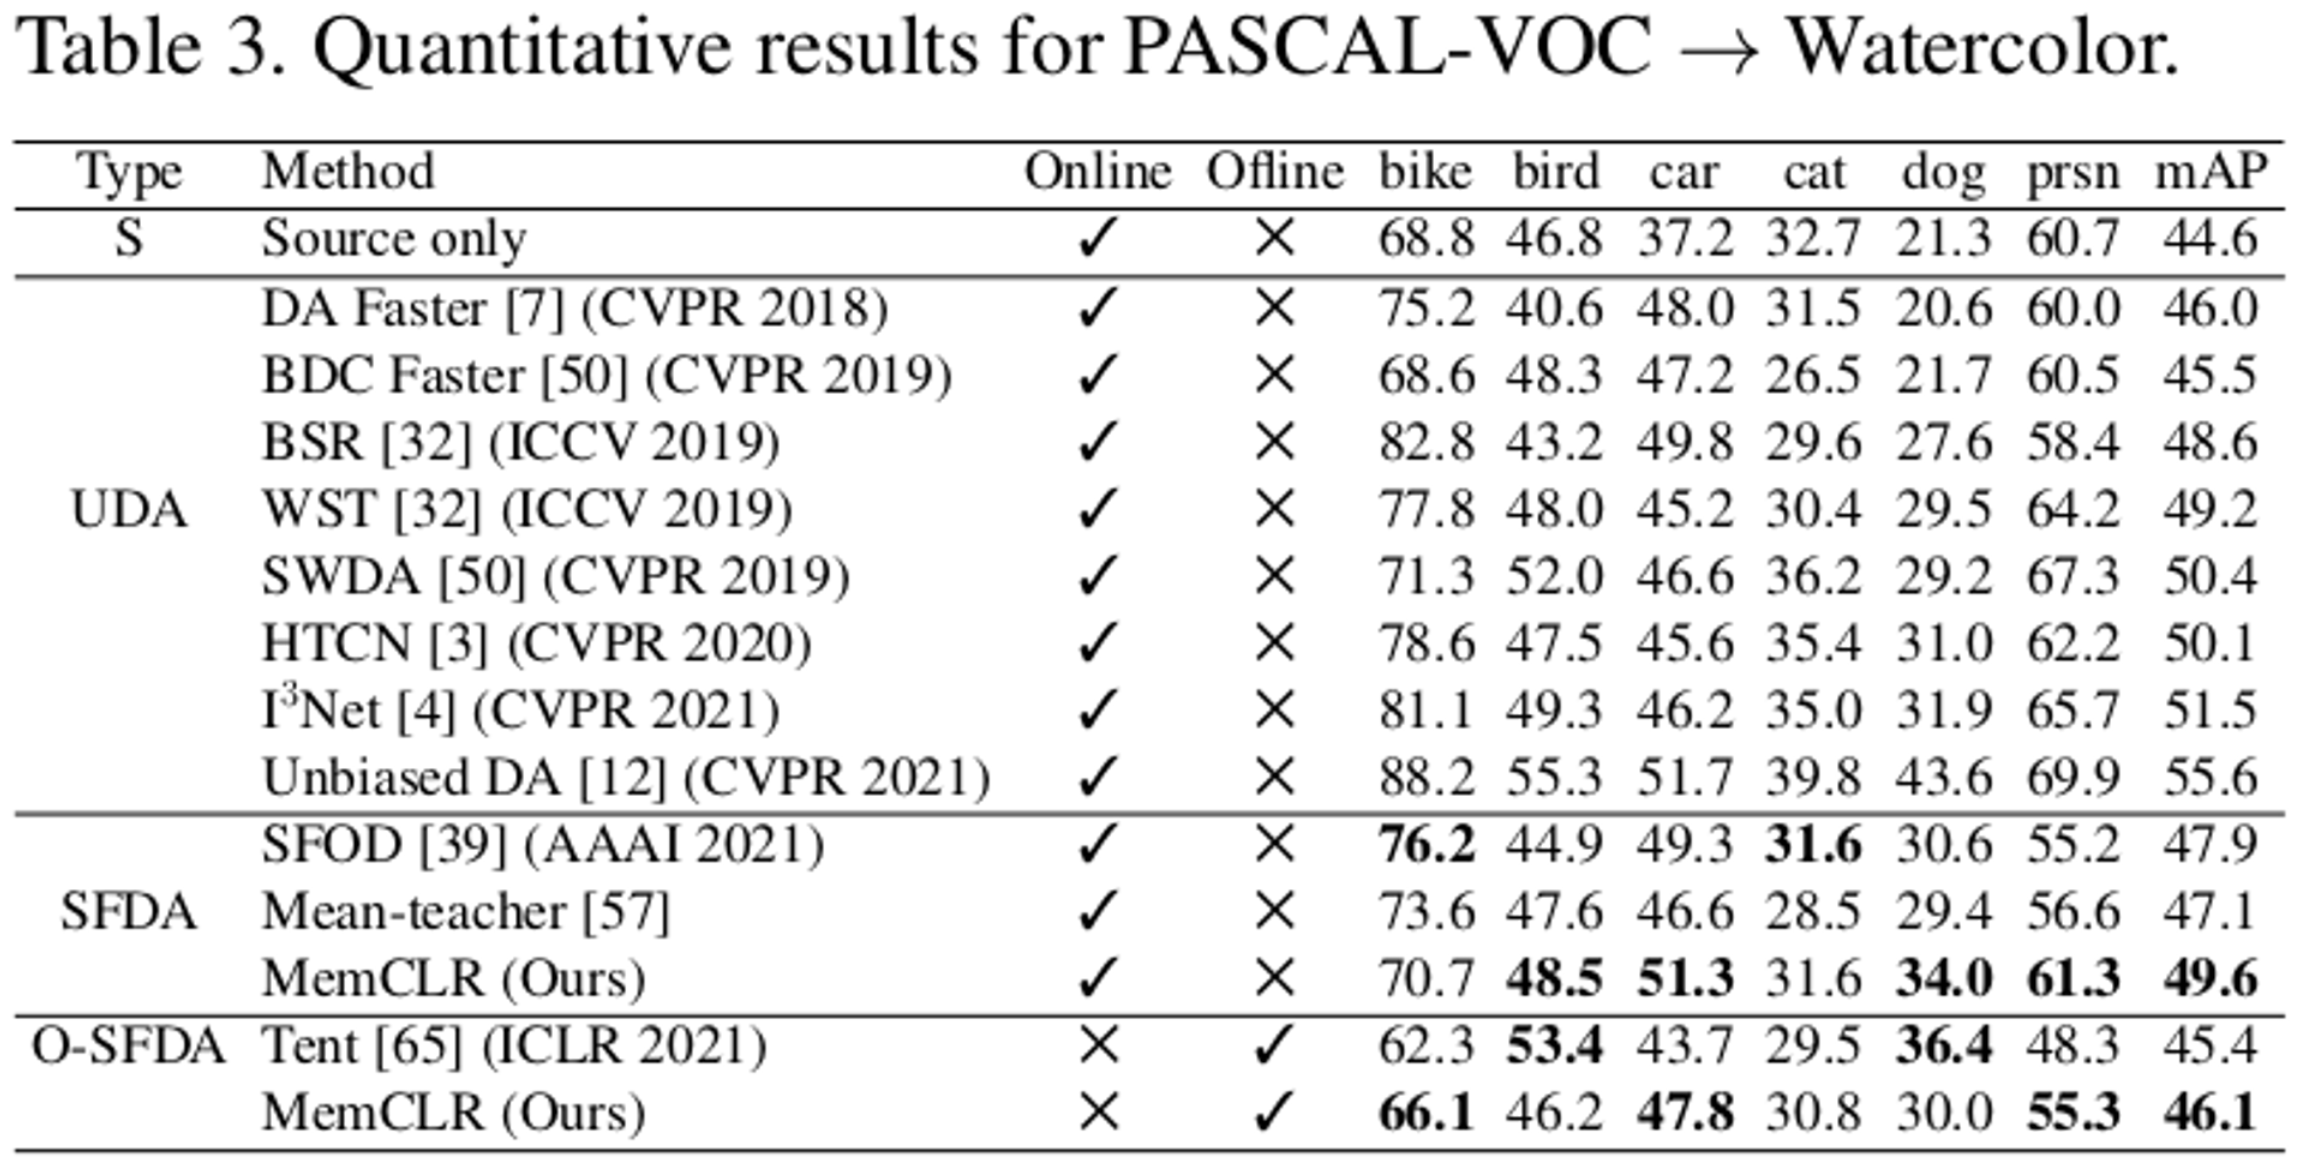 Table 3. Quantitative results for PASCAL-VOC → Watercolor.
Type Method Online Ofline bike bird car cat dog prsn mAP
S Source only ✓ × 68.8 46.8 37.2 32.7 21.3 60.7 44.6
DA Faster [7] (CVPR 2018) ✓ × 75.2 40.6 48.0 31.5 20.6 60.0 46.0
BDC Faster [50] (CVPR 2019) ✓ × 68.6 48.3 47.2 26.5 21.7 60.5 45.5
BSR [32] (ICCV 2019) ✓ × 82.8 43.2 49.8 29.6 27.6 58.4 48.6
UDA WST [32] (ICCV 2019) ✓ × 77.8 48.0 45.2 30.4 29.5 64.2 49.2
SWDA [50] (CVPR 2019) ✓ × 71.3 52.0 46.6 36.2 29.2 67.3 50.4
HTCN [3] (CVPR 2020) ✓ × 78.6 47.5 45.6 35.4 31.0 62.2 50.1
I³Net [4] (CVPR 2021) ✓ × 81.1 49.3 46.2 35.0 31.9 65.7 51.5
Unbiased DA [12] (CVPR 2021) ✓ × 88.2 55.3 51.7 39.8 43.6 69.9 55.6
SFOD [39] (AAAI 2021) ✓ × 76.2 44.9 49.3 31.6 30.6 55.2 47.9
SFDA Mean-teacher [57] ✓ × 73.6 47.6 46.6 28.5 29.4 56.6 47.1
MemCLR (Ours) ✓ × 70.7 48.5 51.3 31.6 34.0 61.3 49.6
O-SFDA Tent [65] (ICLR 2021) × ✓ 62.3 53.4 43.7 29.5 36.4 48.3 45.4
MemCLR (Ours) × ✓ 66.1 46.2 47.8 30.8 30.0 55.3 46.1